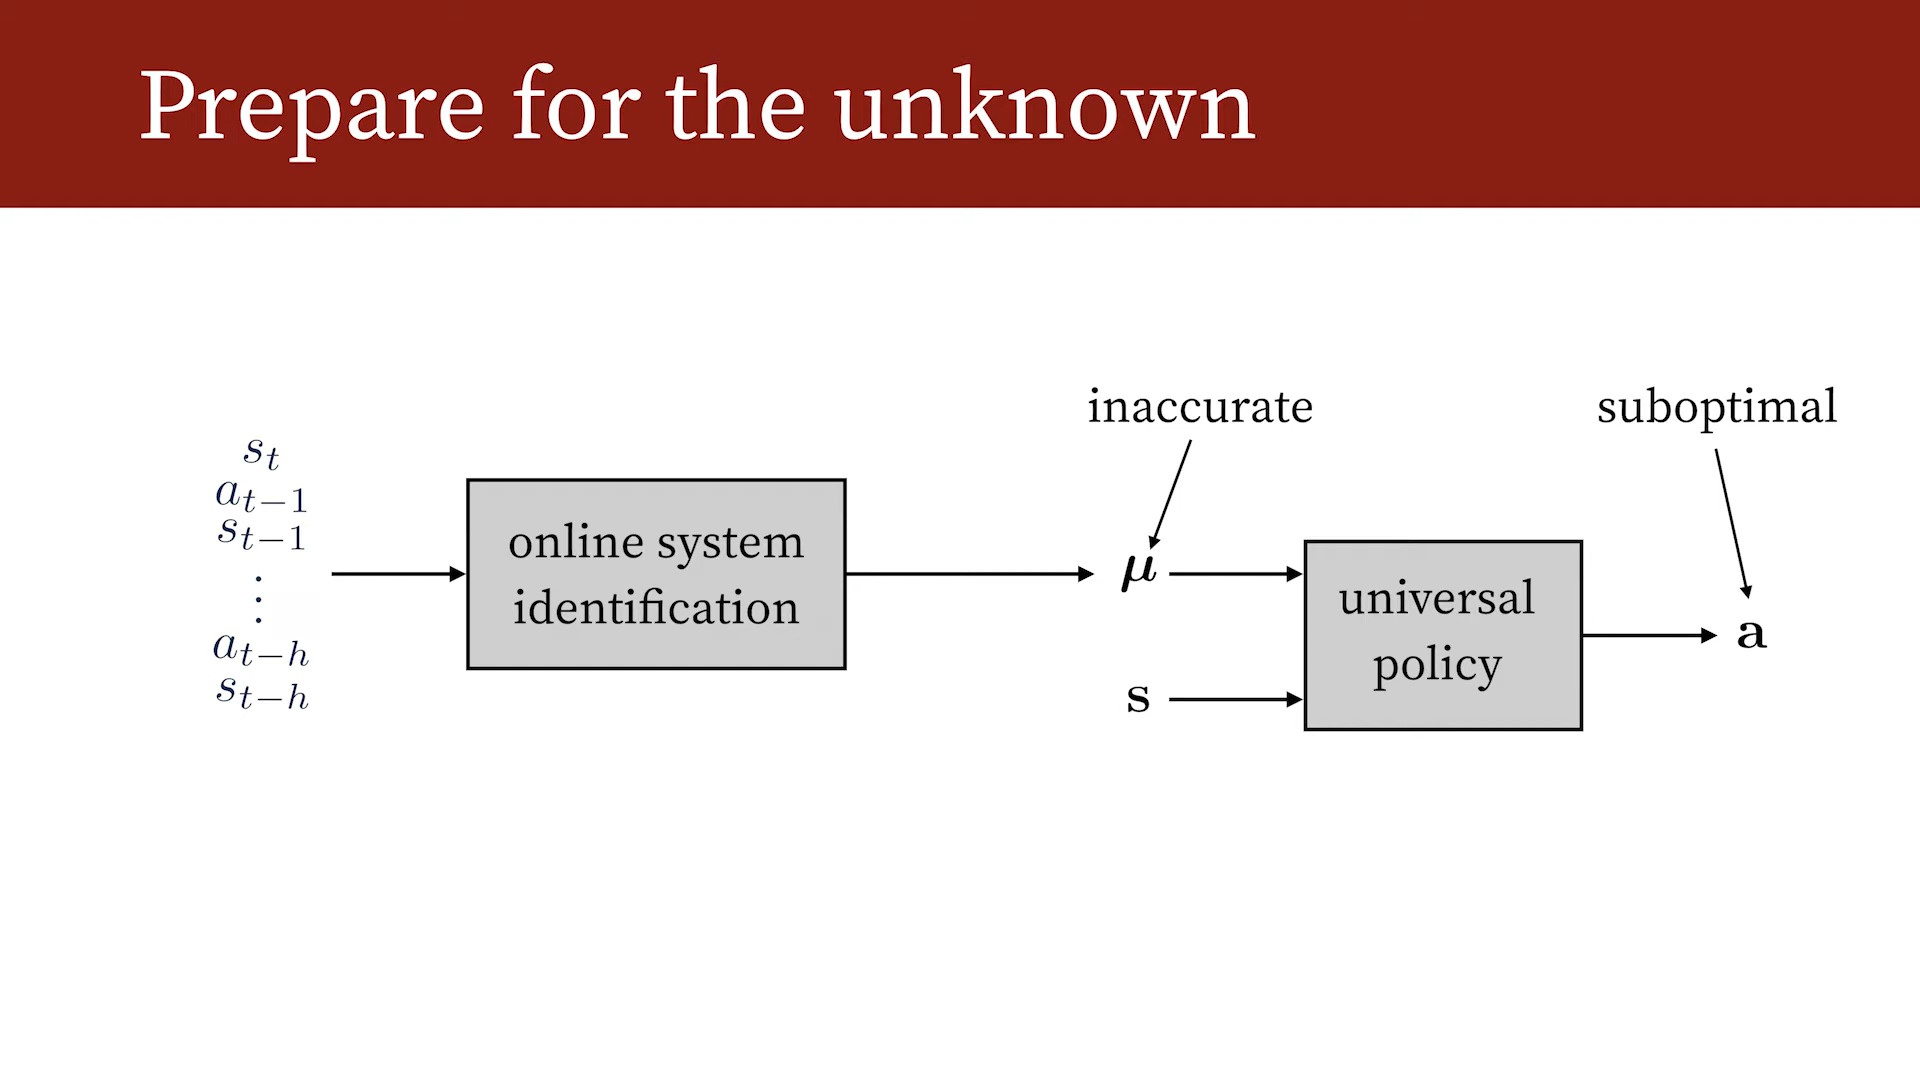 Prepare for the unknown
inaccurate
suboptimal
s_t
a_{t-1}
s_{t-1}
⋮
a_{t-h}
s_{t-h}
online system
identification
μ
s
universal
policy
a